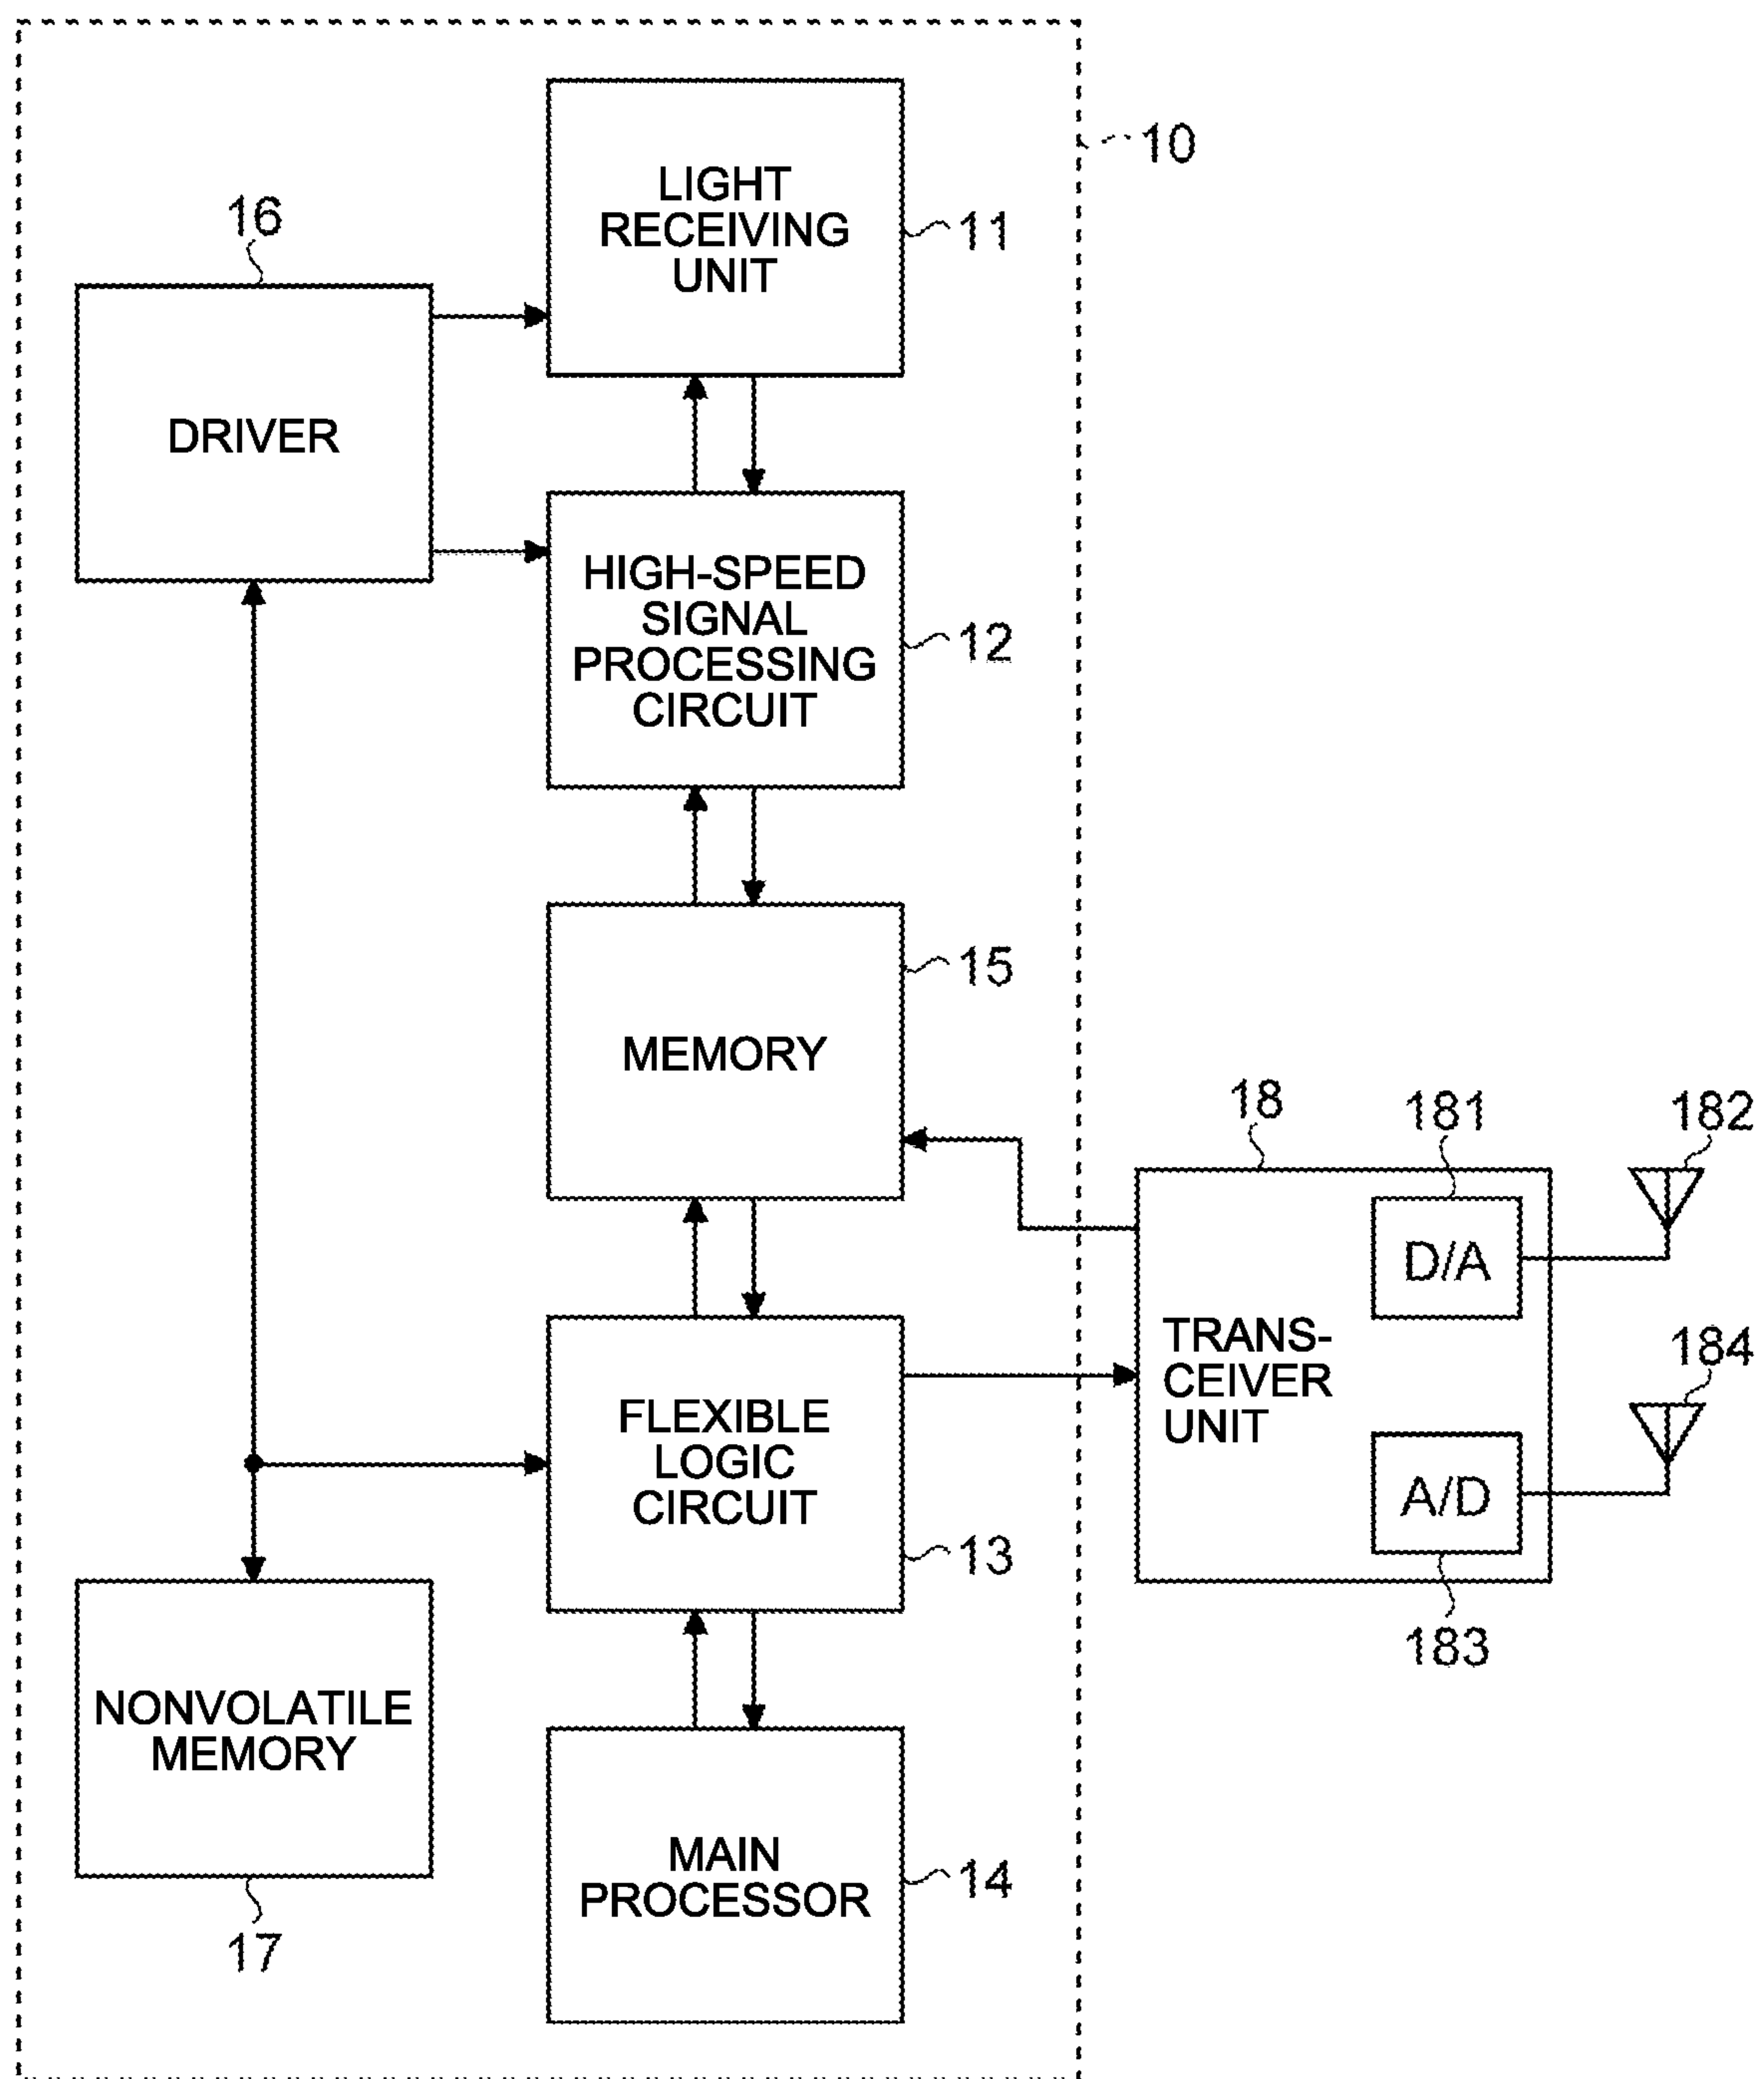 10
LIGHT
RECEIVING
UNIT
11
16
DRIVER
HIGH-SPEED
SIGNAL
PROCESSING
CIRCUIT
12
15
MEMORY
18
181
182
D/A
TRANS-
CEIVER
UNIT
184
A/D
183
FLEXIBLE
LOGIC
CIRCUIT
13
NONVOLATILE
MEMORY
17
MAIN
PROCESSOR
14